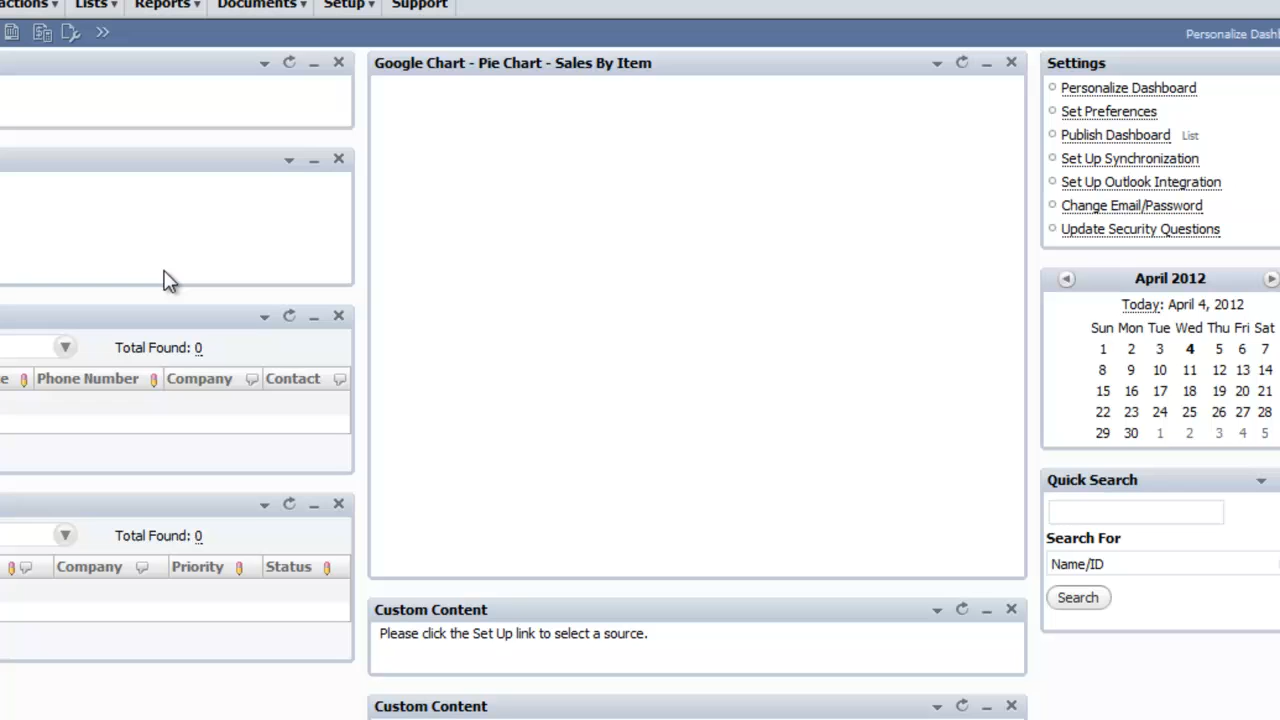 Lists Reports Documents Setup Support
Personalize
Google Chart - Pie Chart - Sales By Item
Total Found: 0
Phone Number Company Contact
Total Found: 0
Company Priority Status
Custom Content
Please click the Set Up link to select a source.
Custom Content
Settings
Personalize Dashboard
Set Preferences
Publish Dashboard List
Set Up Synchronization
Set Up Outlook Integration
Change Email/Password
Update Security Questions
April 2012
Today: April 4, 2012
Sun Mon Tue Wed Thu Fri Sat
1 2 3 4 5 6 7
8 9 10 11 12 13 14
15 16 17 18 19 20 21
22 23 24 25 26 27 28
29 30 1 2 3 4 5
Quick Search
Search For
Name/ID
Search